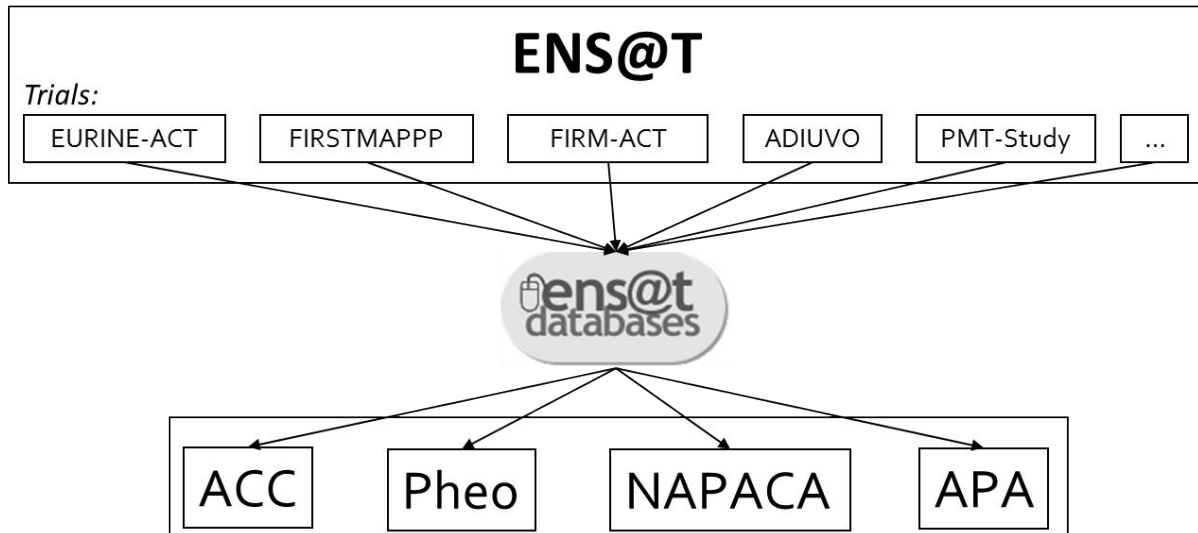 ENS@T
Trials:
EURINE-ACT
FIRSTMAPPP
FIRM-ACT
ADIUVO
PMT-Study
...
ens@t
databases
ACC
Pheo
NAPACA
APA